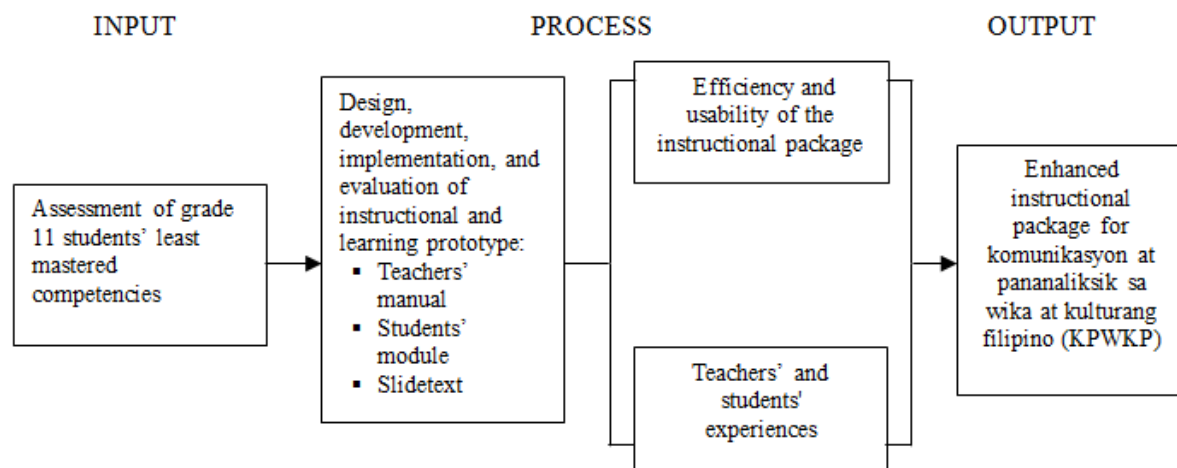 INPUT
PROCESS
OUTPUT
Assessment of grade
11 students’ least
mastered
competencies
Design,
development,
implementation, and
evaluation of
instructional and
learning prototype:
▪ Teachers’
manual
▪ Students’
module
▪ Slidetext
Efficiency and
usability of the
instructional package
Teachers’ and
students'
experiences
Enhanced
instructional
package for
komunikasyon at
pananaliksik sa
wika at kulturang
filipino (KPWKP)